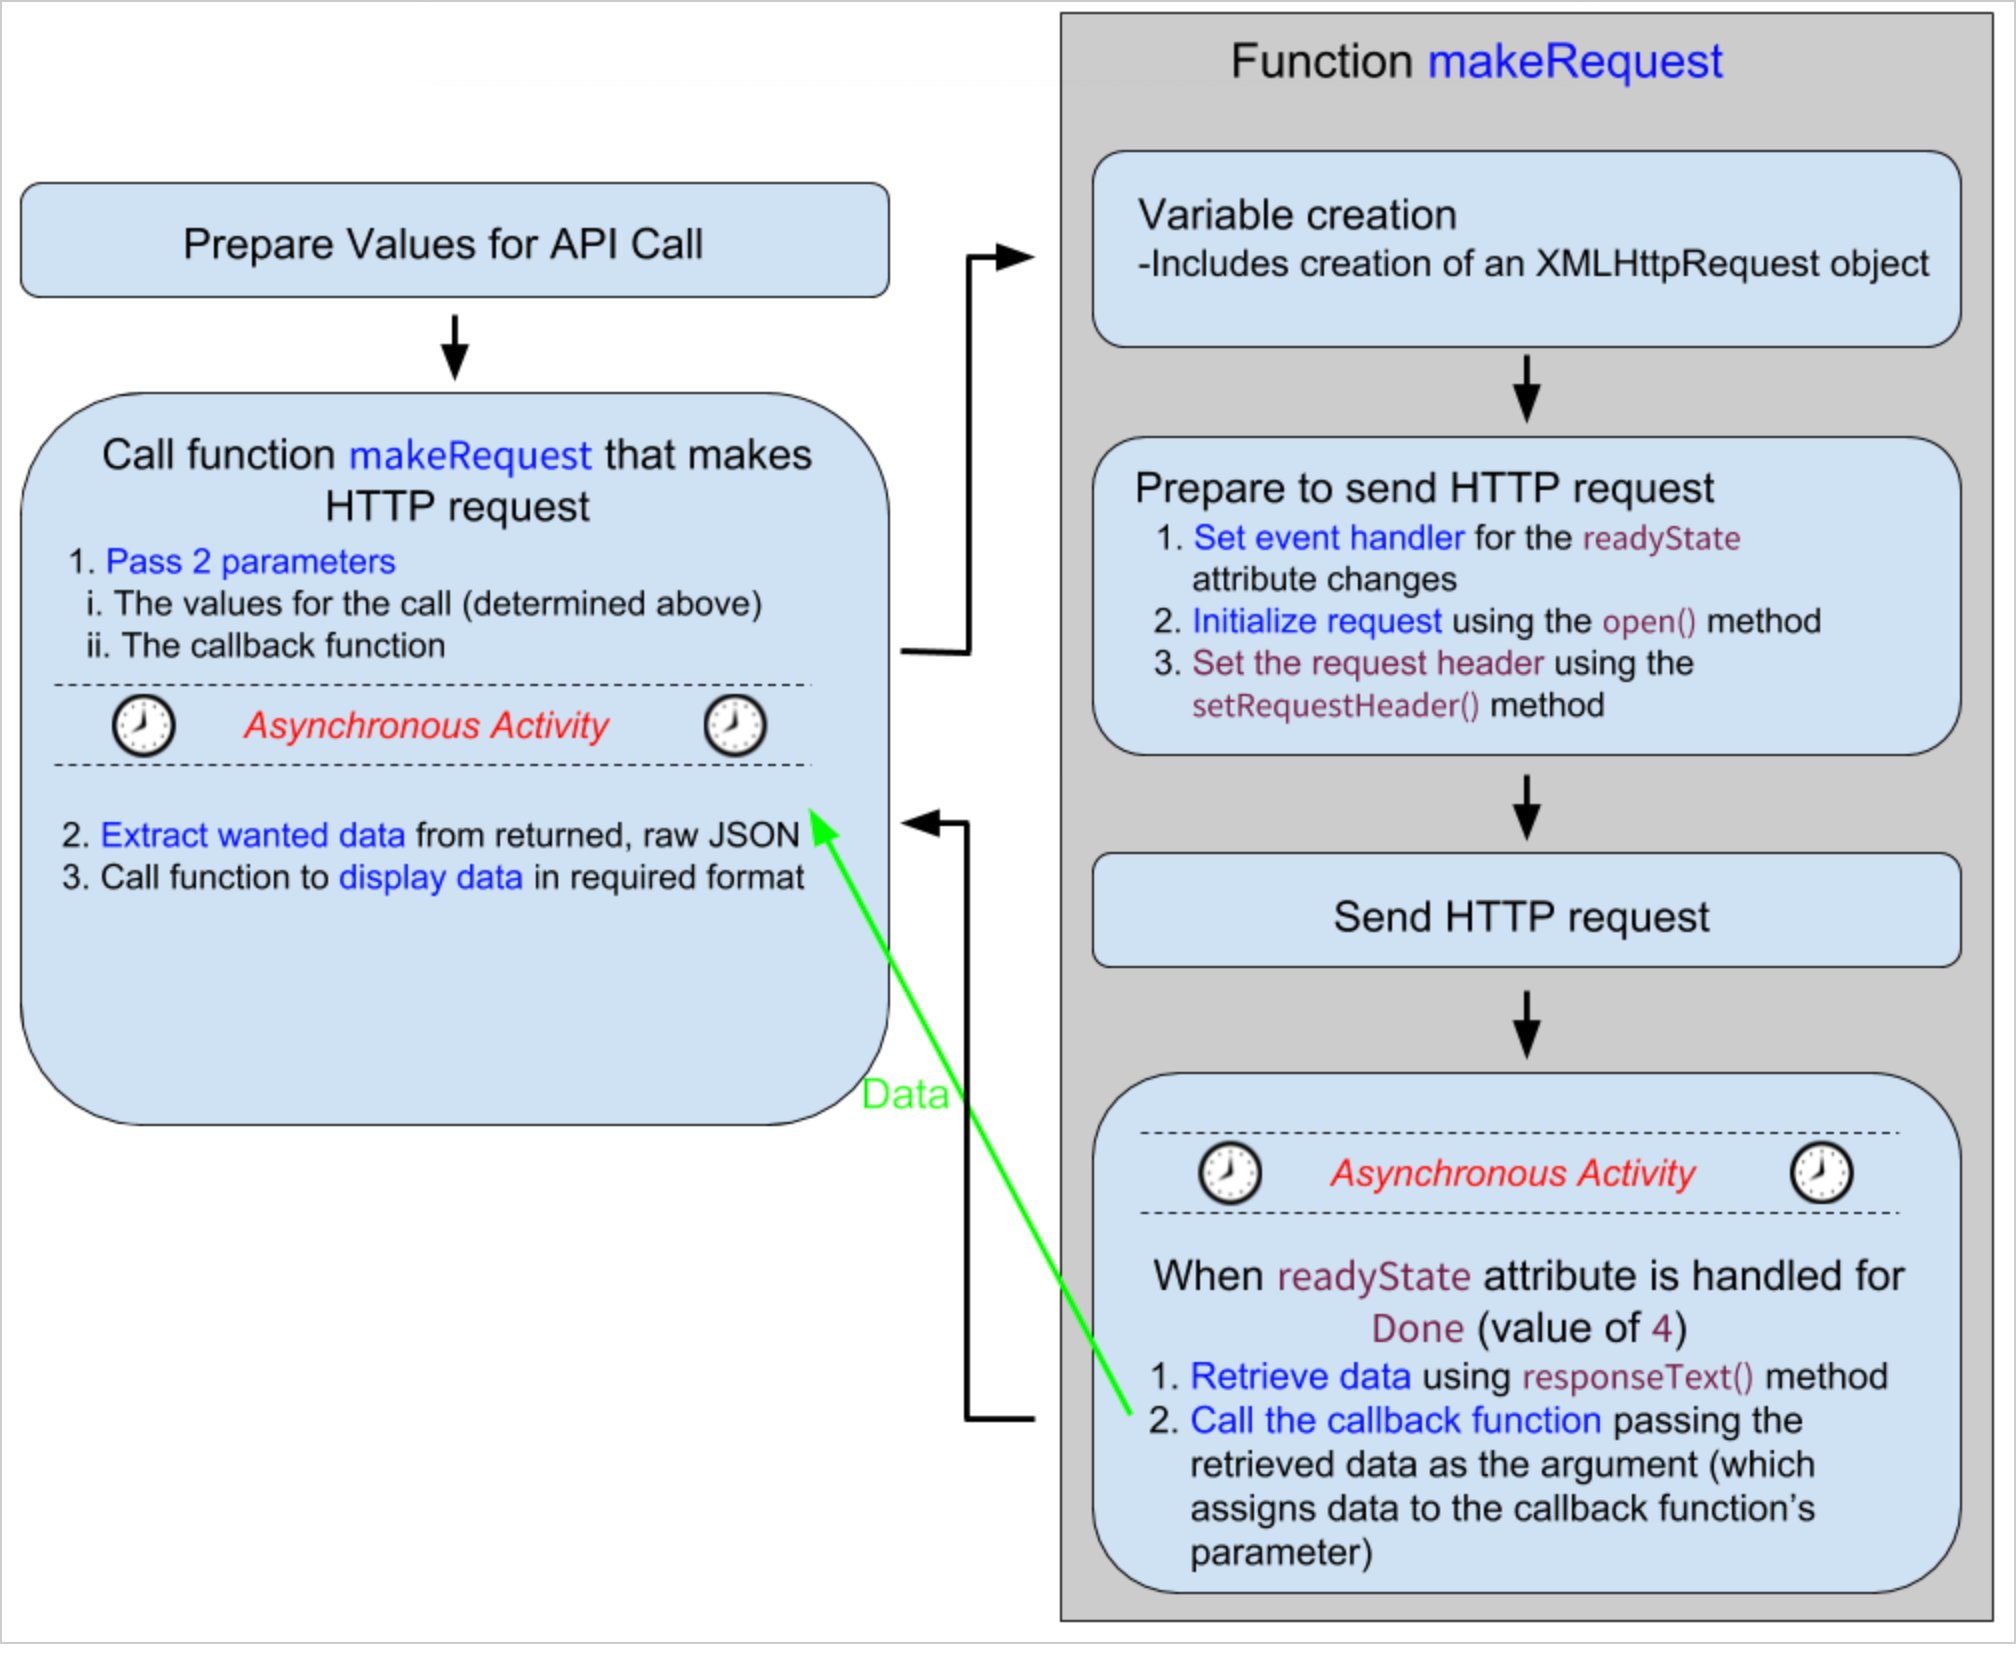 Prepare Values for API Call
Call function makeRequest that makes
HTTP request
1. Pass 2 parameters
i. The values for the call (determined above)
ii. The callback function
Asynchronous Activity
2. Extract wanted data from returned, raw JSON
3. Call function to display data in required format
Data
Function makeRequest
Variable creation
-Includes creation of an XMLHttpRequest object
Prepare to send HTTP request
1. Set event handler for the readyState
attribute changes
2. Initialize request using the open() method
3. Set the request header using the
setRequestHeader() method
Send HTTP request
Asynchronous Activity
When readyState attribute is handled for
Done (value of 4)
1. Retrieve data using responseText() method
2. Call the callback function passing the
retrieved data as the argument (which
assigns data to the callback function’s
parameter)